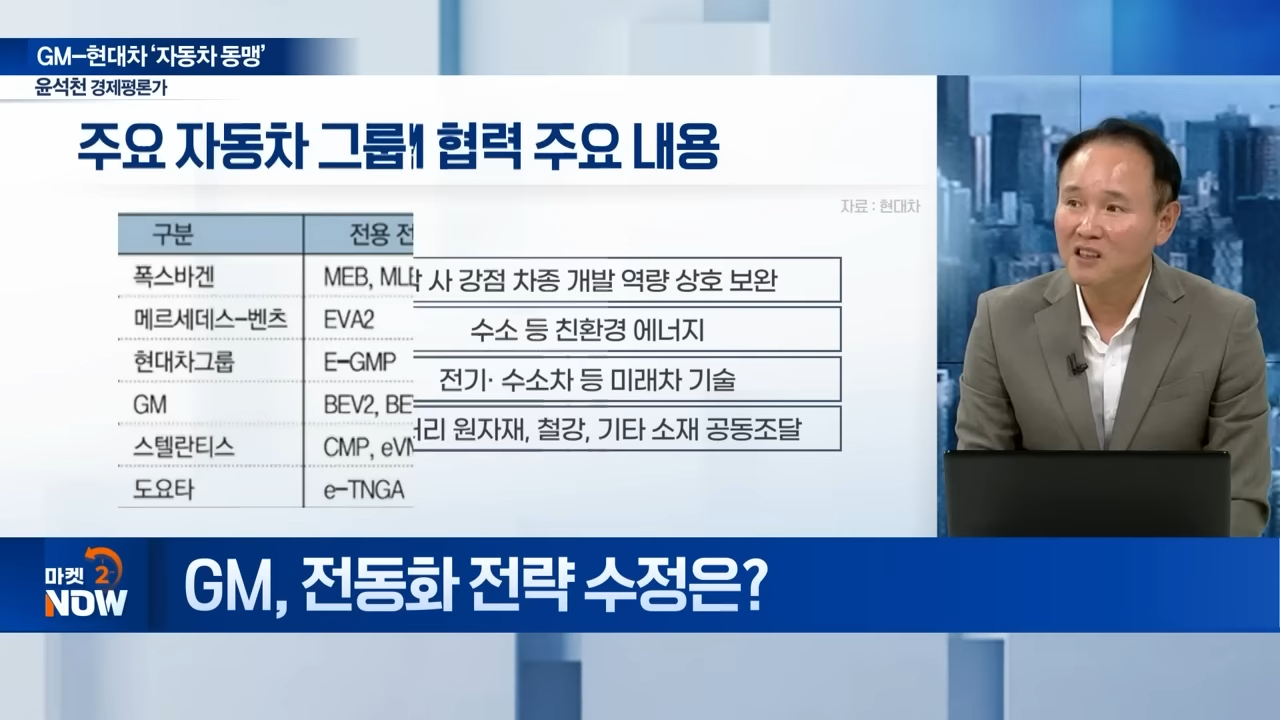 GM-현대차 '자동차 동맹'
윤석천 경제평론가
주요 자동차 그룹 협력 주요 내용
자료 : 현대차
구분 전용 전
폭스바겐 MEB, ML
메르세데스-벤츠 EVA2
현대차그룹 E-GMP
GM BEV2, BE
스텔란티스 CMP, eV
도요타 e-TNGA
사 강점 차종 개발 역량 상호 보완
수소 등 친환경 에너지
전기· 수소차 등 미래차 기술
원자재, 철강, 기타 소재 공동조달
마켓 2
NOW
GM, 전동화 전략 수정은?